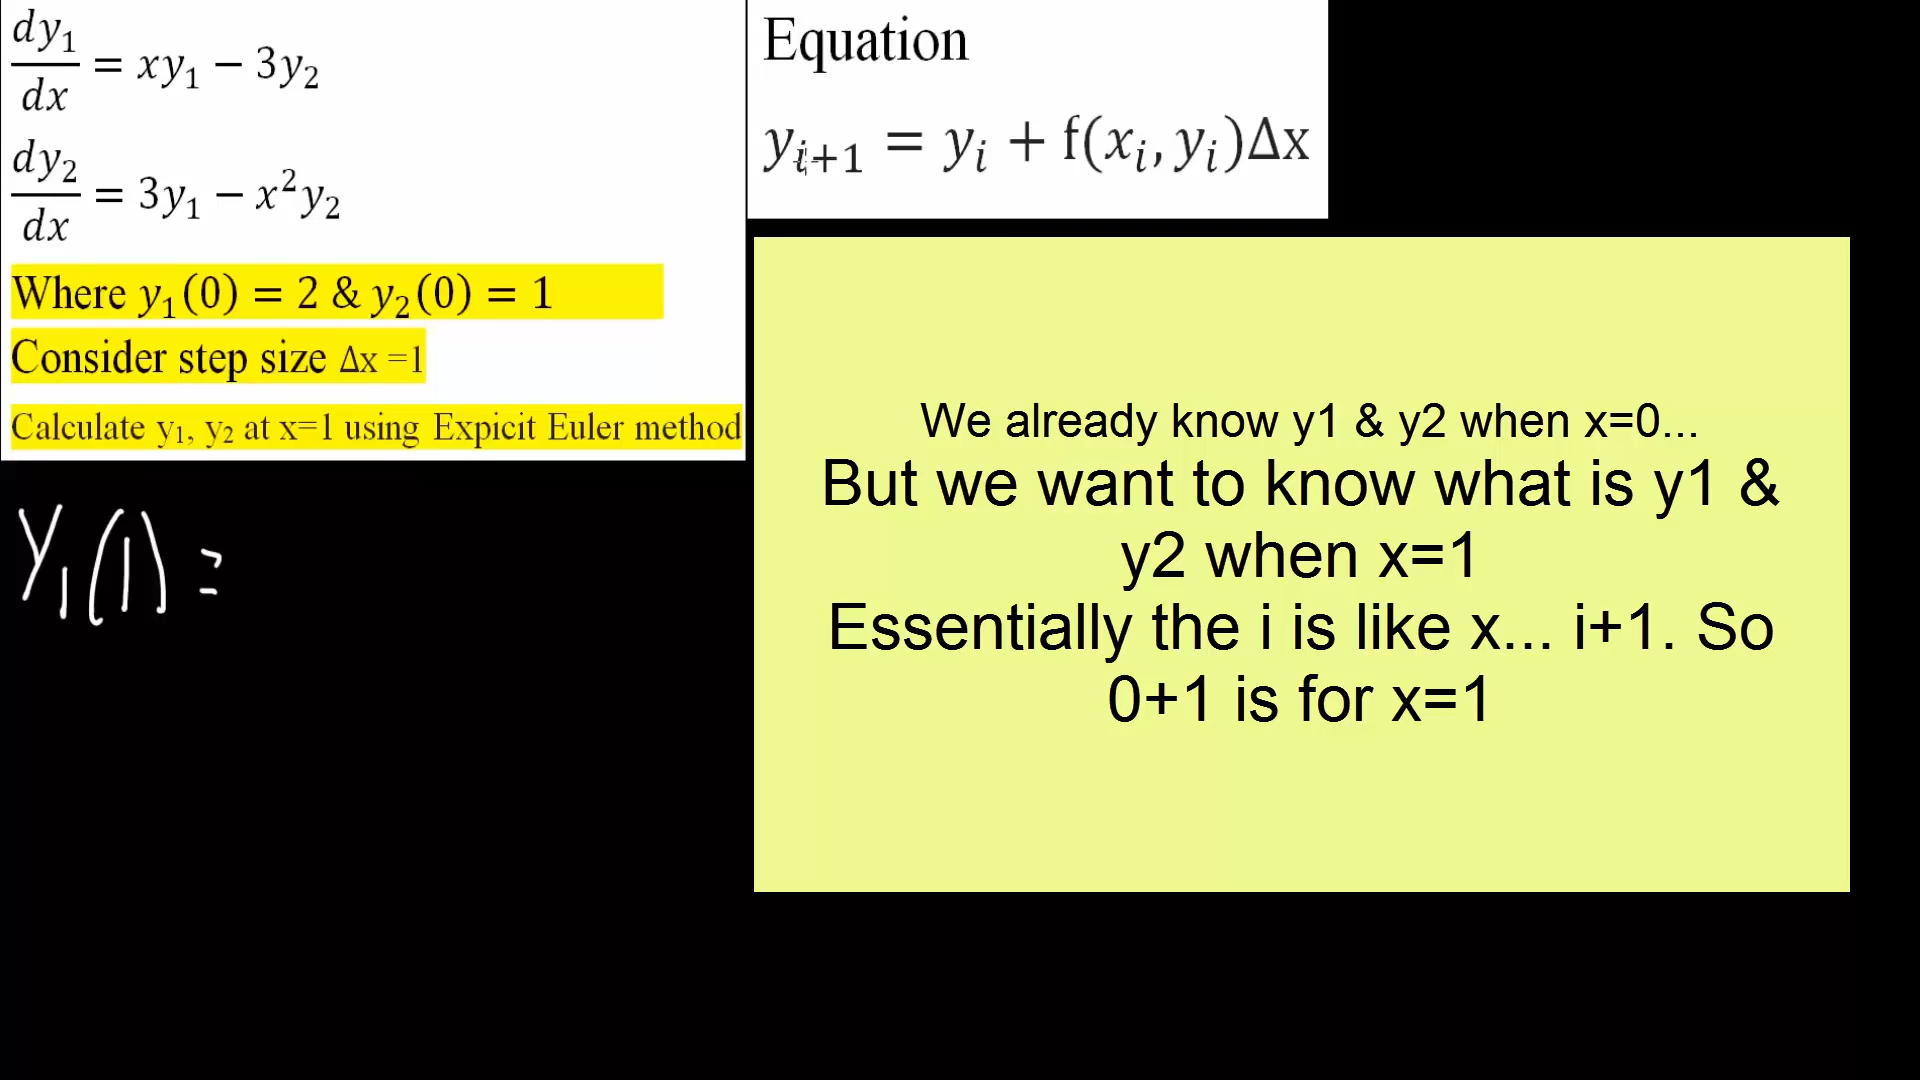 dy₁/dx = xy₁ − 3y₂
dy₂/dx = 3y₁ − x²y₂
Where y₁(0) = 2 & y₂(0) = 1
Consider step size Δx =1
Calculate y₁, y₂ at x=1 using Expicit Euler method
Y₁(1) =
Equation
yᵢ₊₁ = yᵢ + f(xᵢ, yᵢ)Δx
We already know y1 & y2 when x=0...
But we want to know what is y1 &
y2 when x=1
Essentially the i is like x... i+1. So
0+1 is for x=1